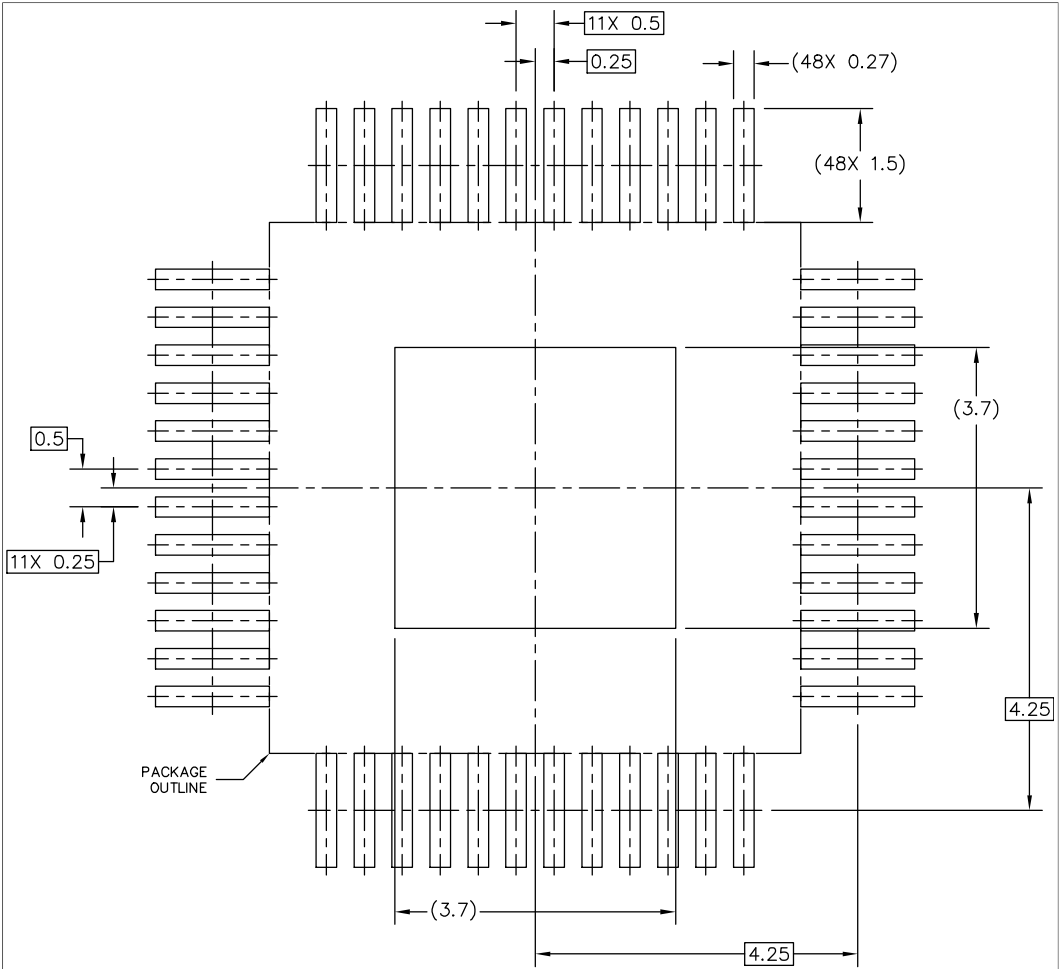 11X 0.5
0.25
(48X 0.27)
(48X 1.5)
(3.7)
0.5
11X 0.25
4.25
PACKAGE
OUTLINE
(3.7)
4.25